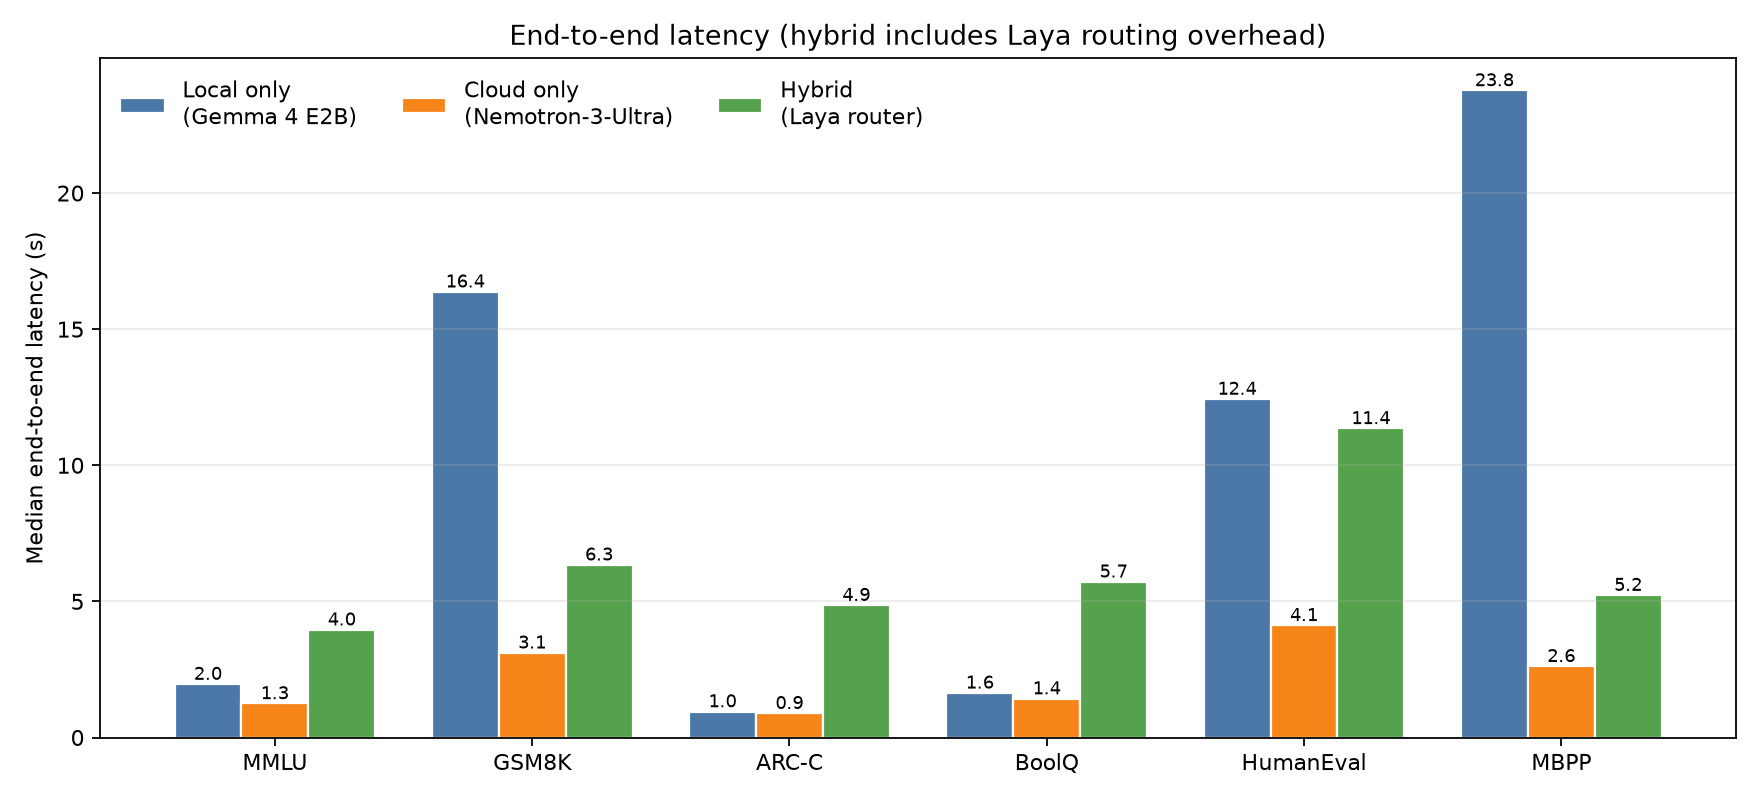 End-to-end latency (hybrid includes Laya routing overhead)
Local only
(Gemma 4 E2B)
Cloud only
(Nemotron-3-Ultra)
Hybrid
(Laya router)
Median end-to-end latency (s)
20
15
10
5
0
2.0
1.3
4.0
16.4
3.1
6.3
1.0
0.9
4.9
1.6
1.4
5.7
12.4
4.1
11.4
23.8
2.6
5.2
MMLU
GSM8K
ARC-C
BoolQ
HumanEval
MBPP